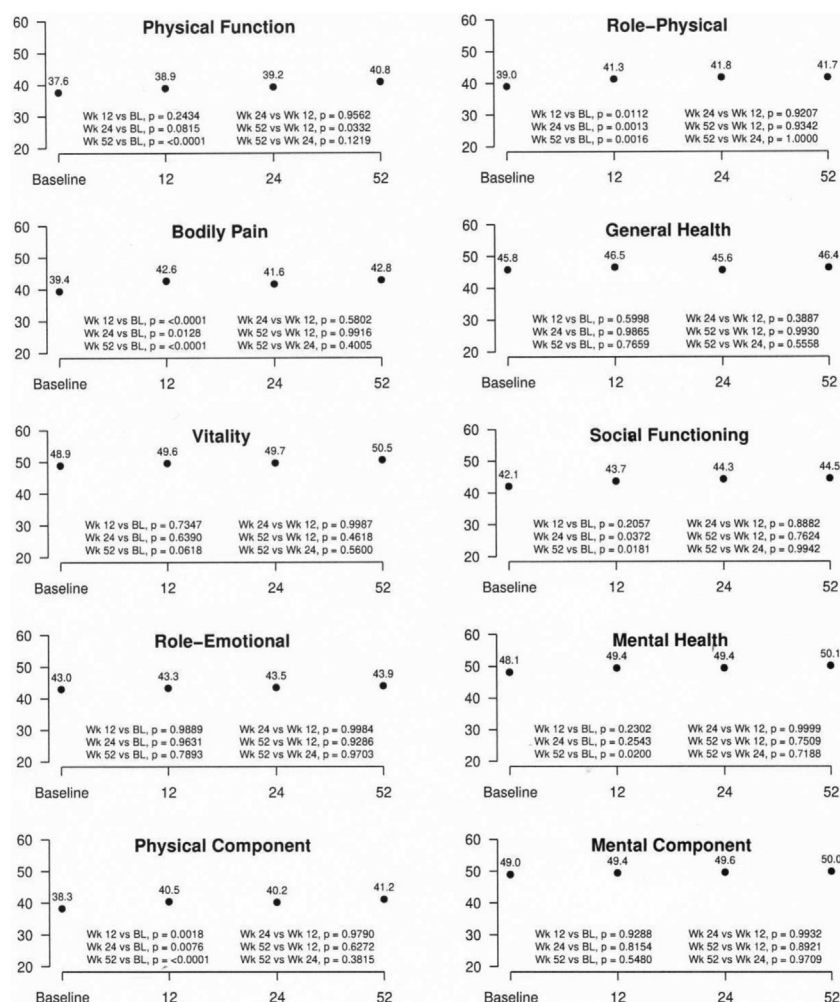 Physical Function
60
50
40
30
20
37.6
38.9
39.2
40.8
Wk 12 vs BL, p = 0.2434 Wk 24 vs Wk 12, p = 0.9562
Wk 24 vs BL, p = 0.0815 Wk 52 vs Wk 12, p = 0.0332
Wk 52 vs BL, p = <0.0001 Wk 52 vs Wk 24, p = 0.1219
Baseline 12 24 52
Role-Physical
60
50
40
30
20
39.0
41.3
41.8
41.7
Wk 12 vs BL, p = 0.0112 Wk 24 vs Wk 12, p = 0.9207
Wk 24 vs BL, p = 0.0013 Wk 52 vs Wk 12, p = 0.9342
Wk 52 vs BL, p = 0.0016 Wk 52 vs Wk 24, p = 1.0000
Baseline 12 24 52
Bodily Pain
60
50
40
30
20
39.4
42.6
41.6
42.8
Wk 12 vs BL, p = <0.0001 Wk 24 vs Wk 12, p = 0.5802
Wk 24 vs BL, p = 0.0128 Wk 52 vs Wk 12, p = 0.9916
Wk 52 vs BL, p = <0.0001 Wk 52 vs Wk 24, p = 0.4005
Baseline 12 24 52
General Health
60
50
40
30
20
45.8
46.5
45.6
46.4
Wk 12 vs BL, p = 0.5998 Wk 24 vs Wk 12, p = 0.3887
Wk 24 vs BL, p = 0.9865 Wk 52 vs Wk 12, p = 0.9930
Wk 52 vs BL, p = 0.7659 Wk 52 vs Wk 24, p = 0.5558
Baseline 12 24 52
Vitality
60
50
40
30
20
48.9
49.6
49.7
50.5
Wk 12 vs BL, p = 0.7347 Wk 24 vs Wk 12, p = 0.9987
Wk 24 vs BL, p = 0.6390 Wk 52 vs Wk 12, p = 0.4618
Wk 52 vs BL, p = 0.0618 Wk 52 vs Wk 24, p = 0.5600
Baseline 12 24 52
Social Functioning
60
50
40
30
20
42.1
43.7
44.3
44.5
Wk 12 vs BL, p = 0.2057 Wk 24 vs Wk 12, p = 0.8882
Wk 24 vs BL, p = 0.0372 Wk 52 vs Wk 12, p = 0.7624
Wk 52 vs BL, p = 0.0181 Wk 52 vs Wk 24, p = 0.9942
Baseline 12 24 52
Role-Emotional
60
50
40
30
20
43.0
43.3
43.5
43.9
Wk 12 vs BL, p = 0.9889 Wk 24 vs Wk 12, p = 0.9984
Wk 24 vs BL, p = 0.9631 Wk 52 vs Wk 12, p = 0.9286
Wk 52 vs BL, p = 0.7893 Wk 52 vs Wk 24, p = 0.9703
Baseline 12 24 52
Mental Health
60
50
40
30
20
48.1
49.4
49.4
50.1
Wk 12 vs BL, p = 0.2302 Wk 24 vs Wk 12, p = 0.9999
Wk 24 vs BL, p = 0.2543 Wk 52 vs Wk 12, p = 0.7509
Wk 52 vs BL, p = 0.0200 Wk 52 vs Wk 24, p = 0.7188
Baseline 12 24 52
Physical Component
60
50
40
30
20
38.3
40.5
40.2
41.2
Wk 12 vs BL, p = 0.0018 Wk 24 vs Wk 12, p = 0.9790
Wk 24 vs BL, p = 0.0076 Wk 52 vs Wk 12, p = 0.6272
Wk 52 vs BL, p = <0.0001 Wk 52 vs Wk 24, p = 0.3815
Baseline 12 24 52
Mental Component
60
50
40
30
20
49.0
49.4
49.6
50.0
Wk 12 vs BL, p = 0.9288 Wk 24 vs Wk 12, p = 0.9932
Wk 24 vs BL, p = 0.8154 Wk 52 vs Wk 12, p = 0.8921
Wk 52 vs BL, p = 0.5480 Wk 52 vs Wk 24, p = 0.9709
Baseline 12 24 52